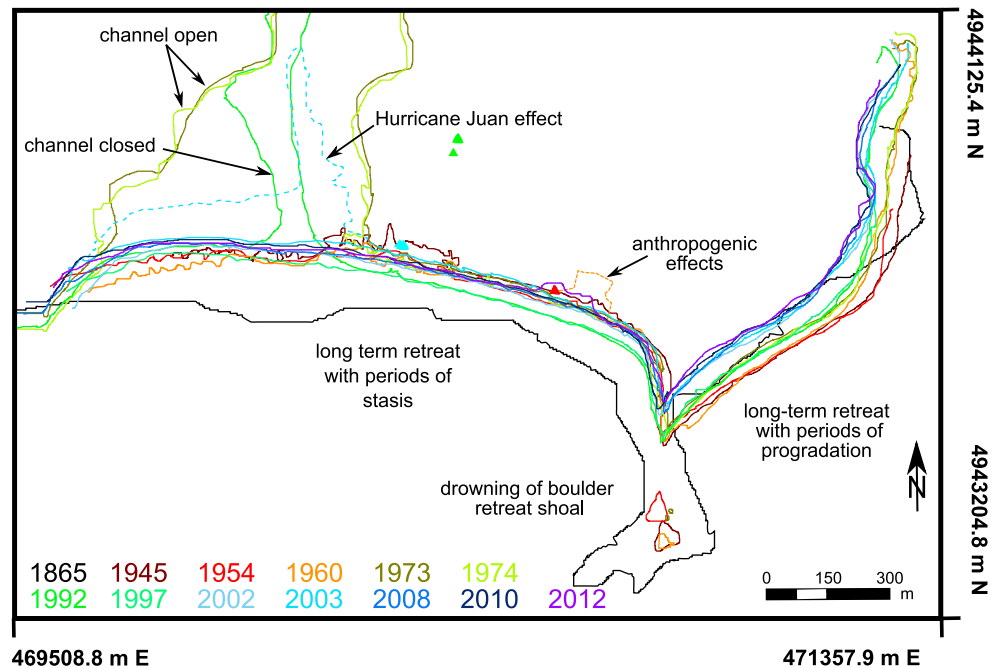 channel open
channel closed
Hurricane Juan effect
anthropogenic
effects
long term retreat
with periods of
stasis
long-term retreat
with periods of
progradation
drowning of boulder
retreat shoal
N
1865 1945 1954 1960 1973 1974
1992 1997 2002 2003 2008 2010 2012
0 150 300
m
4944125.4 m N
4943204.8 m N
469508.8 m E
471357.9 m E